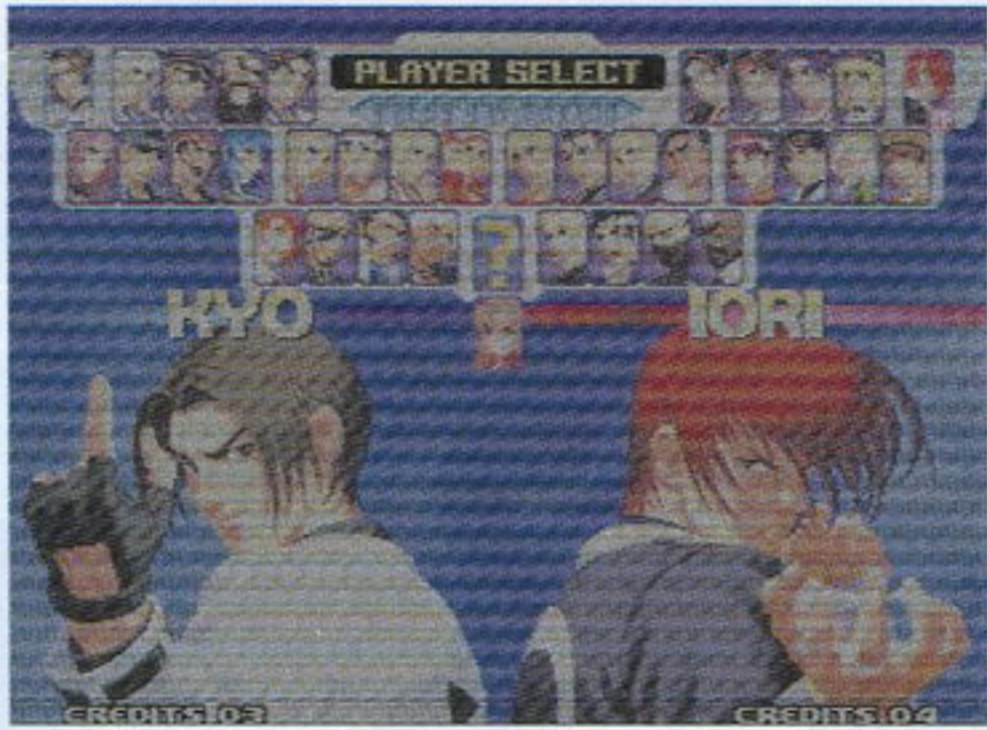 PLAYER SELECT
?
KYO
IORI
CREDITS 03
CREDITS 04